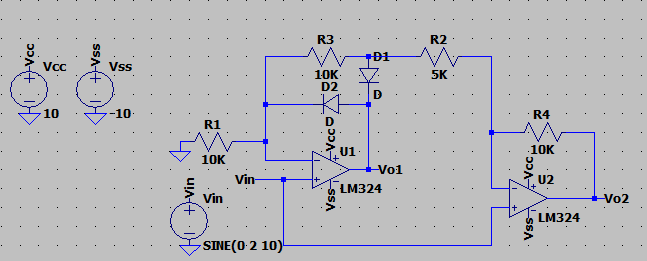 R3
D1
R2
Vcc
Vcc
Vss
Vss
10K
5K
D2
D
10
-10
D
R1
Vcc
R4
10K
U1
10K
Vin
Vo1
Vcc
U2
Vin
Vin
Vss
LM324
Vo2
Vss
LM324
SINE(0 2 10)